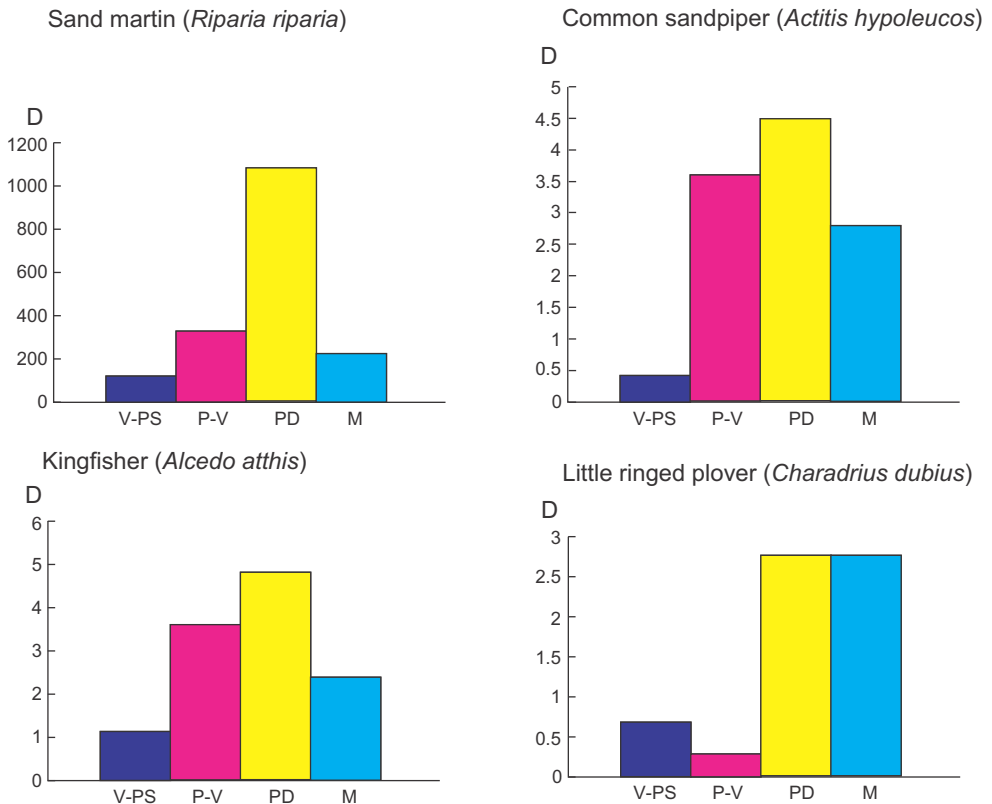 Sand martin (Riparia riparia)
D
1200
1000
800
600
400
200
0
V-PS P-V PD M
Common sandpiper (Actitis hypoleucos)
D
5
4.5
4
3.5
3
2.5
2
1.5
1
0.5
0
V-PS P-V PD M
Kingfisher (Alcedo atthis)
D
6
5
4
3
2
1
0
V-PS P-V PD M
Little ringed plover (Charadrius dubius)
D
3
2.5
2
1.5
1
0.5
0
V-PS P-V PD M